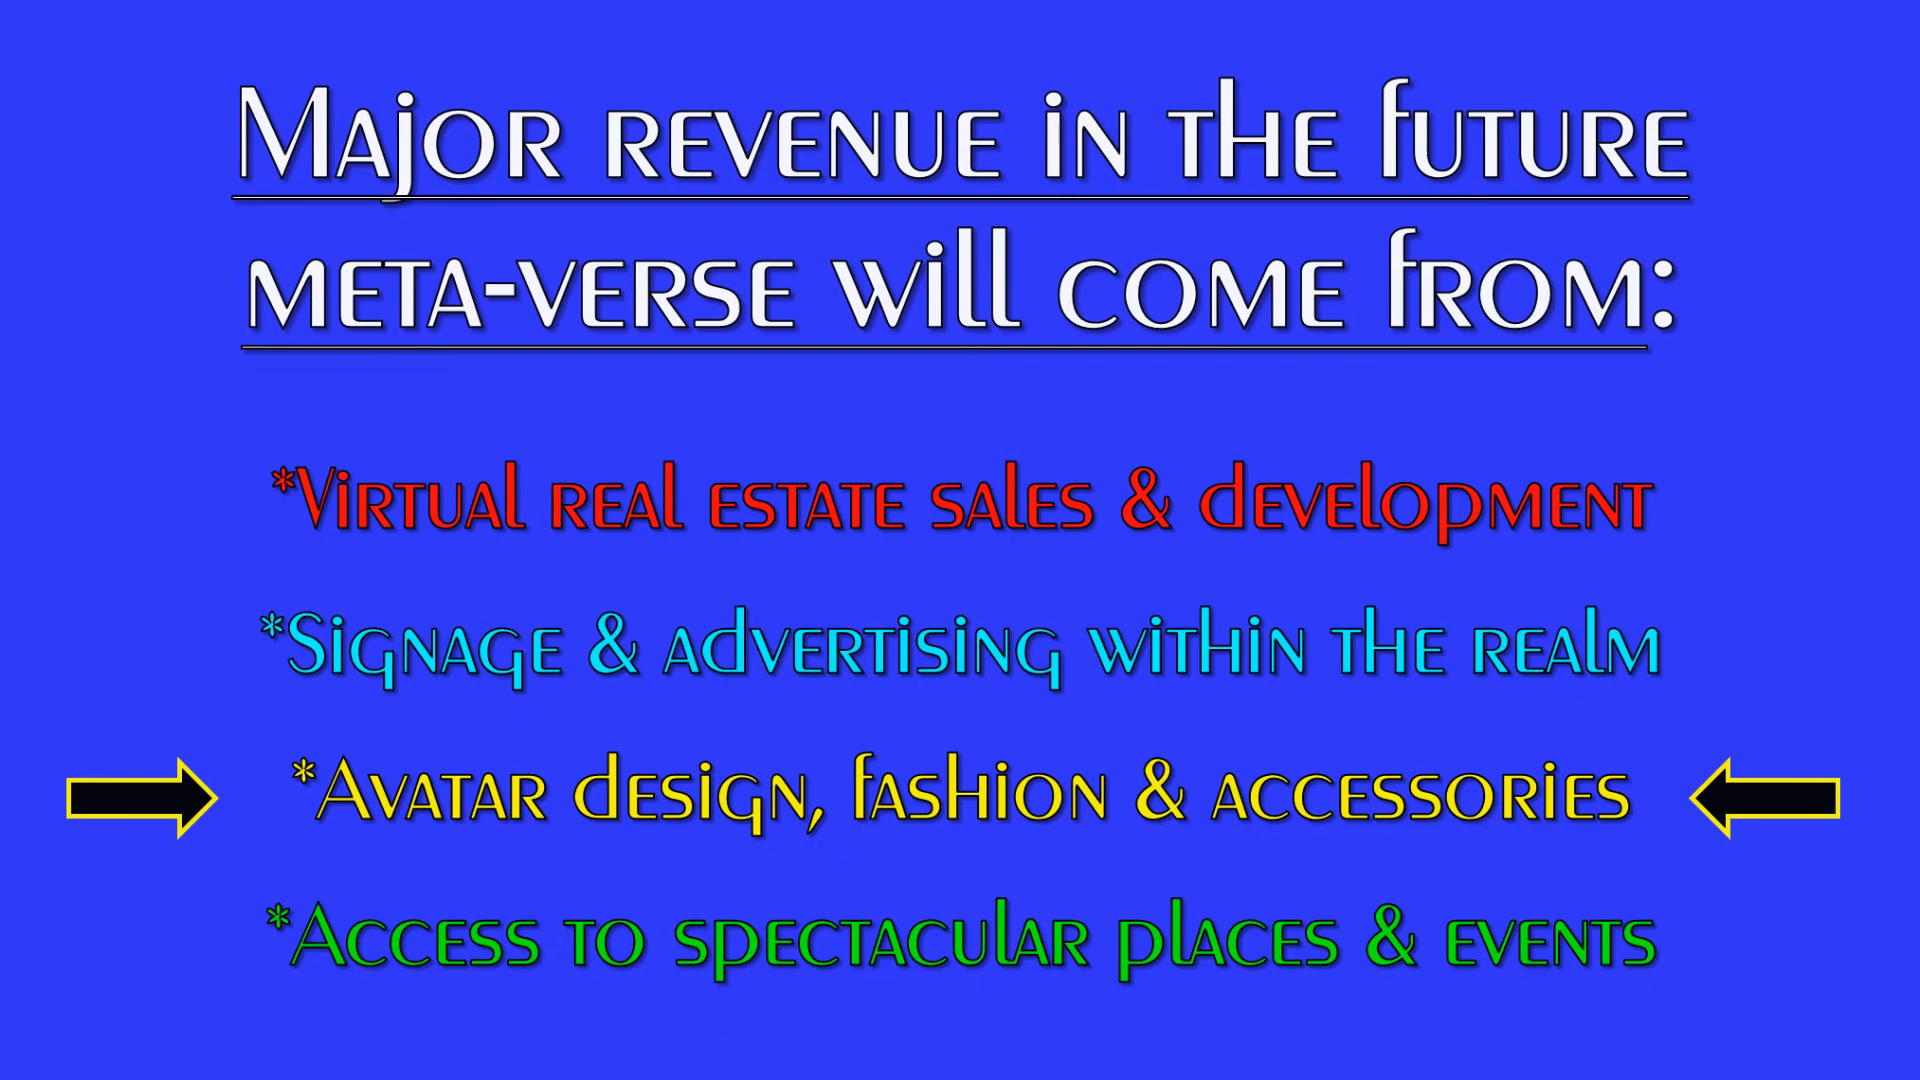 Major revenue in the future
meta-verse will come from:
*Virtual real estate sales & development
*Signage & advertising within the realm
*Avatar design, fashion & accessories
*Access to spectacular places & events